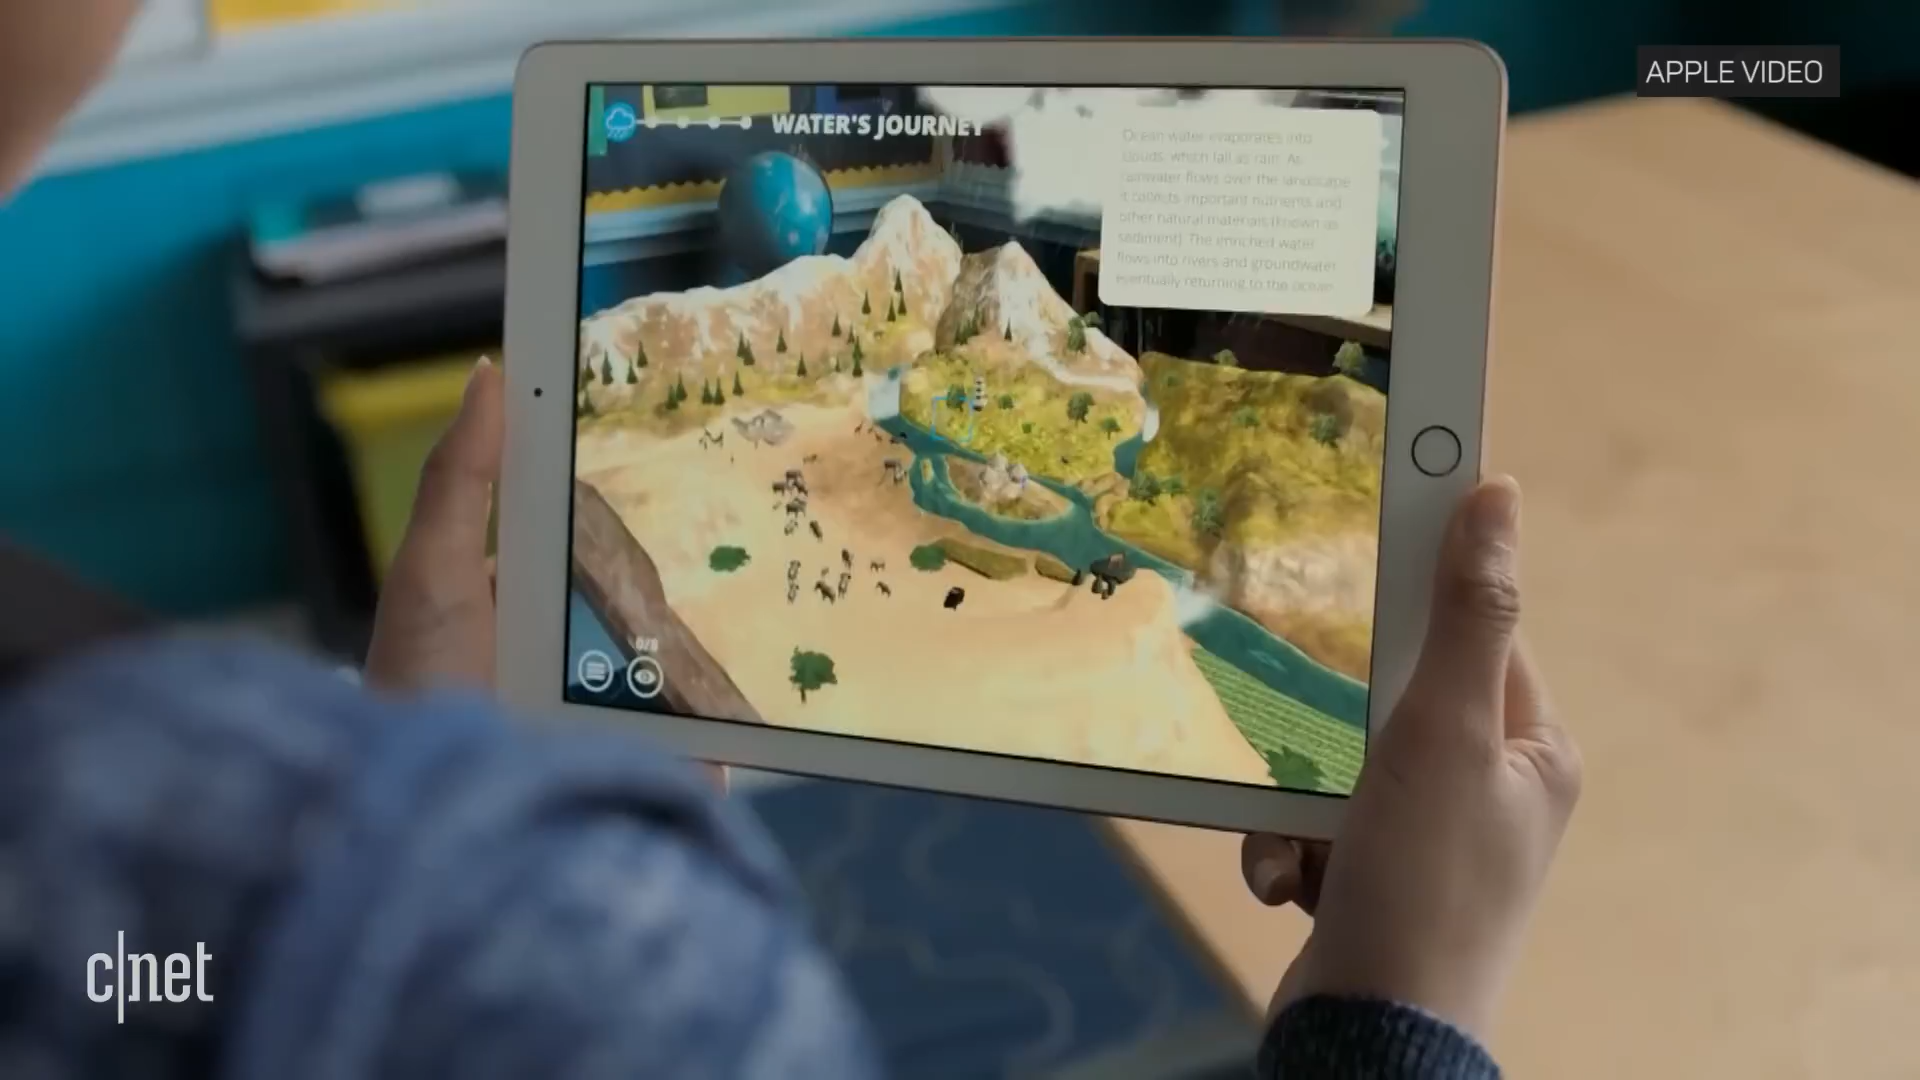 APPLE VIDEO
WATER'S JOURNEY
Ocean water evaporates into
clouds, which fall as rain. As
rainwater flows over the landscape
it collects important nutrients and
other natural materials (known as
sediment). The enriched water
flows into rivers and groundwater
eventually returning to the ocean.
0/8
c|net